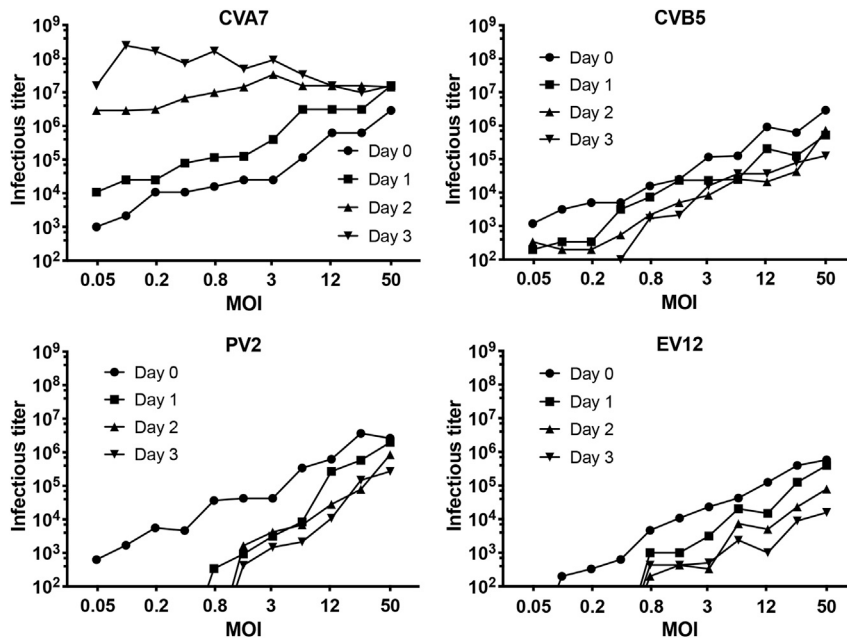 CVA7
Infectious titer
10⁹
10⁸
10⁷
10⁶
10⁵
10⁴
10³
10²
Day 0
Day 1
Day 2
Day 3
0.05 0.2 0.8 3 12 50
MOI
CVB5
Infectious titer
10⁹
10⁸
10⁷
10⁶
10⁵
10⁴
10³
10²
Day 0
Day 1
Day 2
Day 3
0.05 0.2 0.8 3 12 50
MOI
PV2
Infectious titer
10⁹
10⁸
10⁷
10⁶
10⁵
10⁴
10³
10²
Day 0
Day 1
Day 2
Day 3
0.05 0.2 0.8 3 12 50
MOI
EV12
Infectious titer
10⁹
10⁸
10⁷
10⁶
10⁵
10⁴
10³
10²
Day 0
Day 1
Day 2
Day 3
0.05 0.2 0.8 3 12 50
MOI